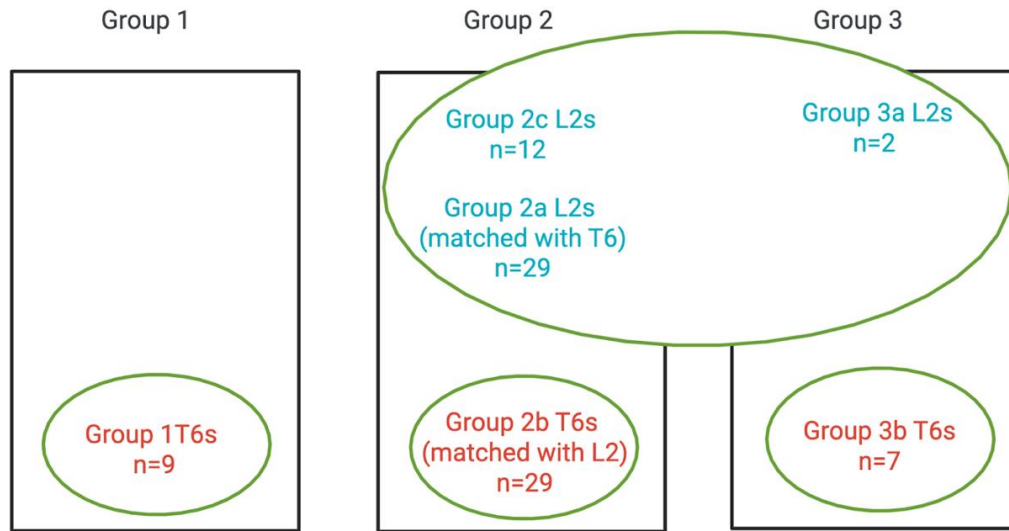 Group 1
Group 2
Group 3
Group 2c L2s
n=12
Group 3a L2s
n=2
Group 2a L2s
(matched with T6)
n=29
Group 1T6s
n=9
Group 2b T6s
(matched with L2)
n=29
Group 3b T6s
n=7